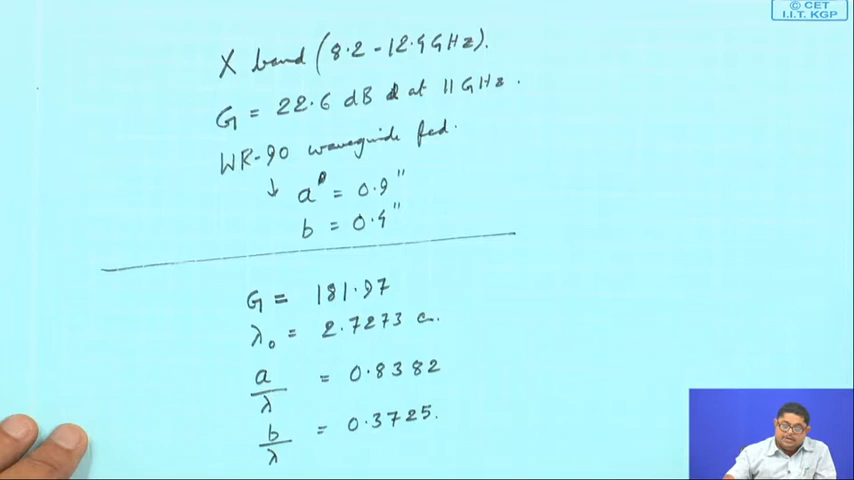 © CET
I.I.T. KGP
X band (8.2 - 12.4 GHz).
G = 22.6 dB at 11 GHz.
WR-90 waveguide fed.
↓ a = 0.9"
b = 0.4"
G = 181.97
λ₀ = 2.7273 c.
a/λ = 0.8382
b/λ = 0.3725.